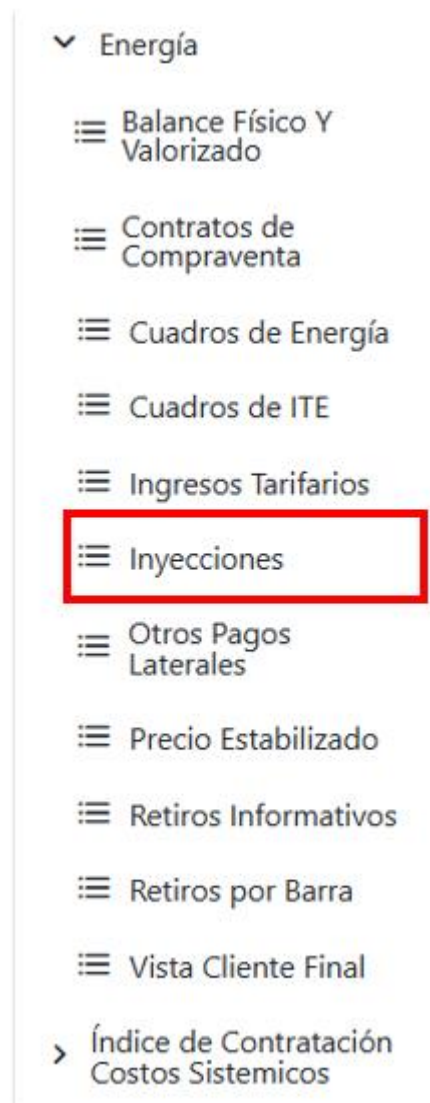 Energía
Balance Físico Y
Valorizado
Contratos de
Compraventa
Cuadros de Energía
Cuadros de ITE
Ingresos Tarifarios
Inyecciones
Otros Pagos
Laterales
Precio Estabilizado
Retiros Informativos
Retiros por Barra
Vista Cliente Final
Índice de Contratación
Costos Sistemicos